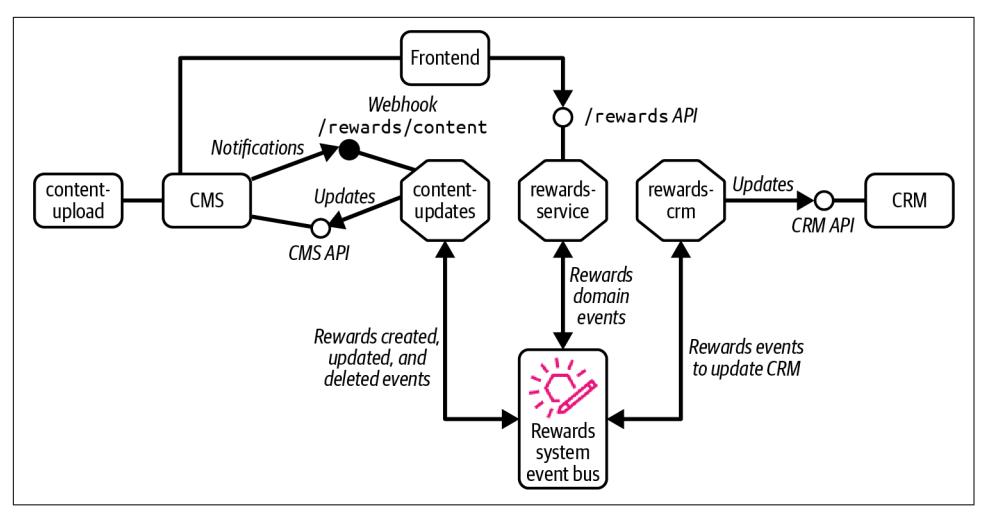 Frontend
Webhook
/rewards/content
/rewards API
Notifications
content-
upload
CMS
Updates
content-
updates
rewards-
service
rewards-
crm
Updates
CRM
CMS API
CRM API
Rewards
domain
events
Rewards created,
updated, and
deleted events
Rewards events
to update CRM
Rewards
system
event bus